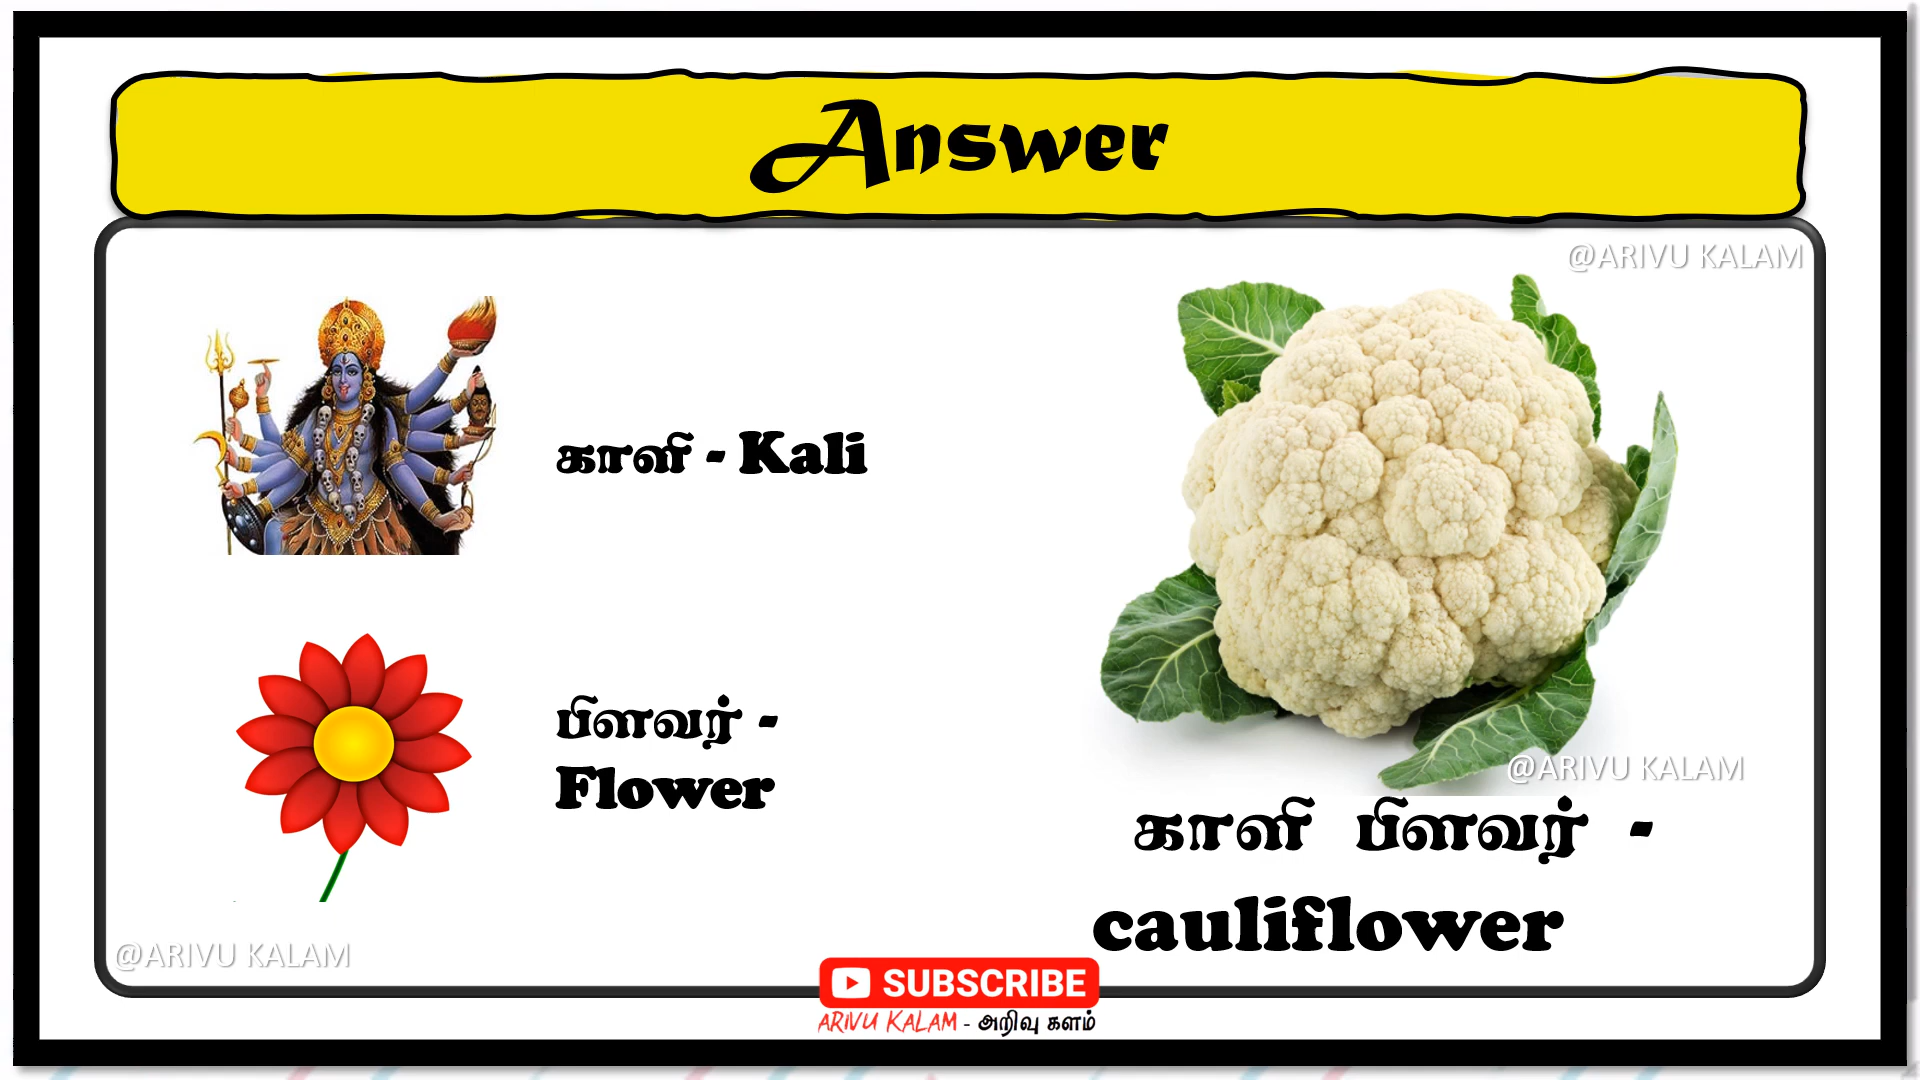 Answer
@ARIVU KALAM
காளி - Kali
பிளவர் -
Flower
@ARIVU KALAM
காளி பிளவர் -
cauliflower
@ARIVU KALAM
SUBSCRIBE
ARIVU KALAM - அறிவு களம்